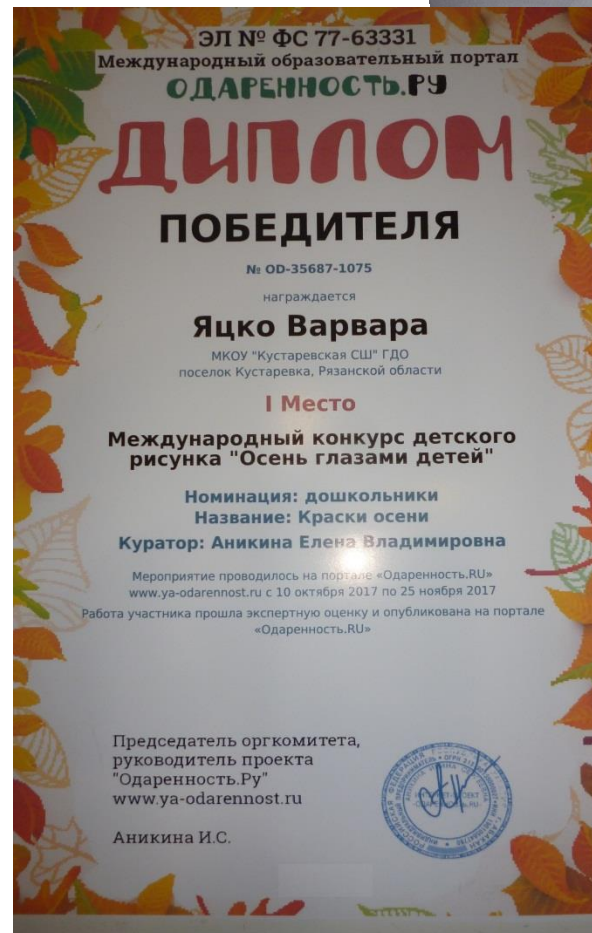 ЭЛ № ФС 77-63331
Международный образовательный портал
ОДАРЕННОСТЬ.РУ
ДИПЛОМ
ПОБЕДИТЕЛЯ
№ OD-35687-1075
награждается
Яцко Варвара
МКОУ "Кустаревская СШ" ГДО
поселок Кустаревка, Рязанской области
I Место
Международный конкурс детского
рисунка "Осень глазами детей"
Номинация: дошкольники
Название: Краски осени
Куратор: Аникина Елена Владимировна
Мероприятие проводилось на портале «Одаренность.RU»
www.ya-odarennost.ru с 10 октября 2017 по 25 ноября 2017
Работа участника прошла экспертную оценку и опубликована на портале
«Одаренность.RU»
Председатель оргкомитета,
руководитель проекта
"Одаренность.Ру"
www.ya-odarennost.ru
Аникина И.С.
РОССИЙСКАЯ ФЕДЕРАЦИЯ